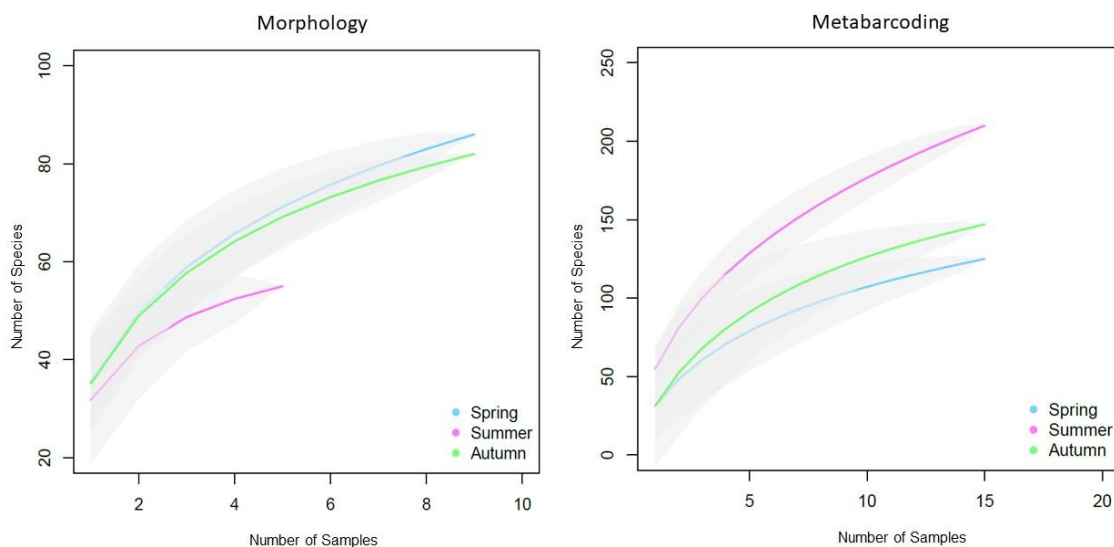 Morphology
Number of Species
100
80
60
40
20
2
4
6
8
10
Number of Samples
Spring
Summer
Autumn
Metabarcoding
Number of Species
250
200
150
100
50
0
5
10
15
20
Number of Samples
Spring
Summer
Autumn